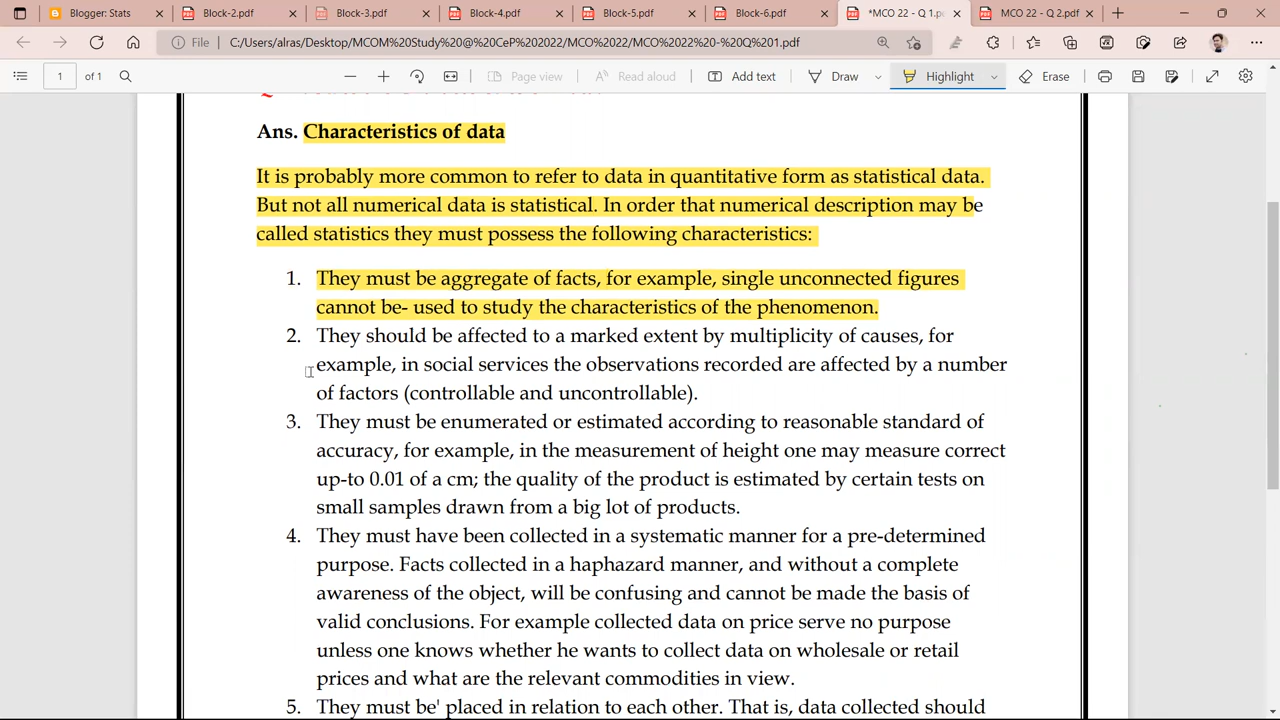 Blogger: Stats
Block-2.pdf
Block-3.pdf
Block-4.pdf
Block-5.pdf
Block-6.pdf
*MCO 22 - Q 1.p
MCO 22 - Q 2.pdf
File C:/Users/alras/Desktop/MCOM%20Study%20@%20CeP%202022/MCO%2022/MCO%2022%20-%20Q%201.pdf
1 of 1 Page view Read aloud Add text Draw Highlight Erase
Ans. Characteristics of data
It is probably more common to refer to data in quantitative form as statistical data.
But not all numerical data is statistical. In order that numerical description may be
called statistics they must possess the following characteristics:
1. They must be aggregate of facts, for example, single unconnected figures
cannot be- used to study the characteristics of the phenomenon.
2. They should be affected to a marked extent by multiplicity of causes, for
example, in social services the observations recorded are affected by a number
of factors (controllable and uncontrollable).
3. They must be enumerated or estimated according to reasonable standard of
accuracy, for example, in the measurement of height one may measure correct
up-to 0.01 of a cm; the quality of the product is estimated by certain tests on
small samples drawn from a big lot of products.
4. They must have been collected in a systematic manner for a pre-determined
purpose. Facts collected in a haphazard manner, and without a complete
awareness of the object, will be confusing and cannot be made the basis of
valid conclusions. For example collected data on price serve no purpose
unless one knows whether he wants to collect data on wholesale or retail
prices and what are the relevant commodities in view.
5. They must be' placed in relation to each other. That is, data collected should